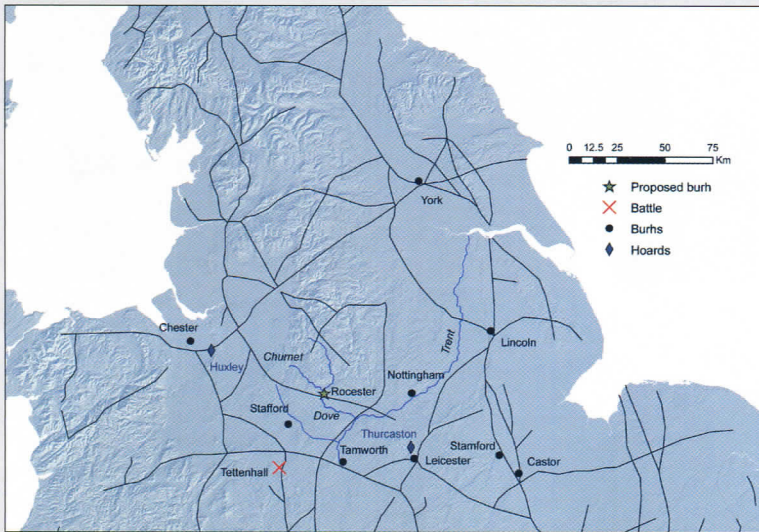 York
0 12.5 25 50 75
Km
Proposed burh
Battle
Burhs
Hoards
Chester
Huxley
Churnet
Trent
Lincoln
Rocester
Nottingham
Stafford
Dove
Thurcaston
Tettenhall
Tamworth
Leicester
Stamford
Castor